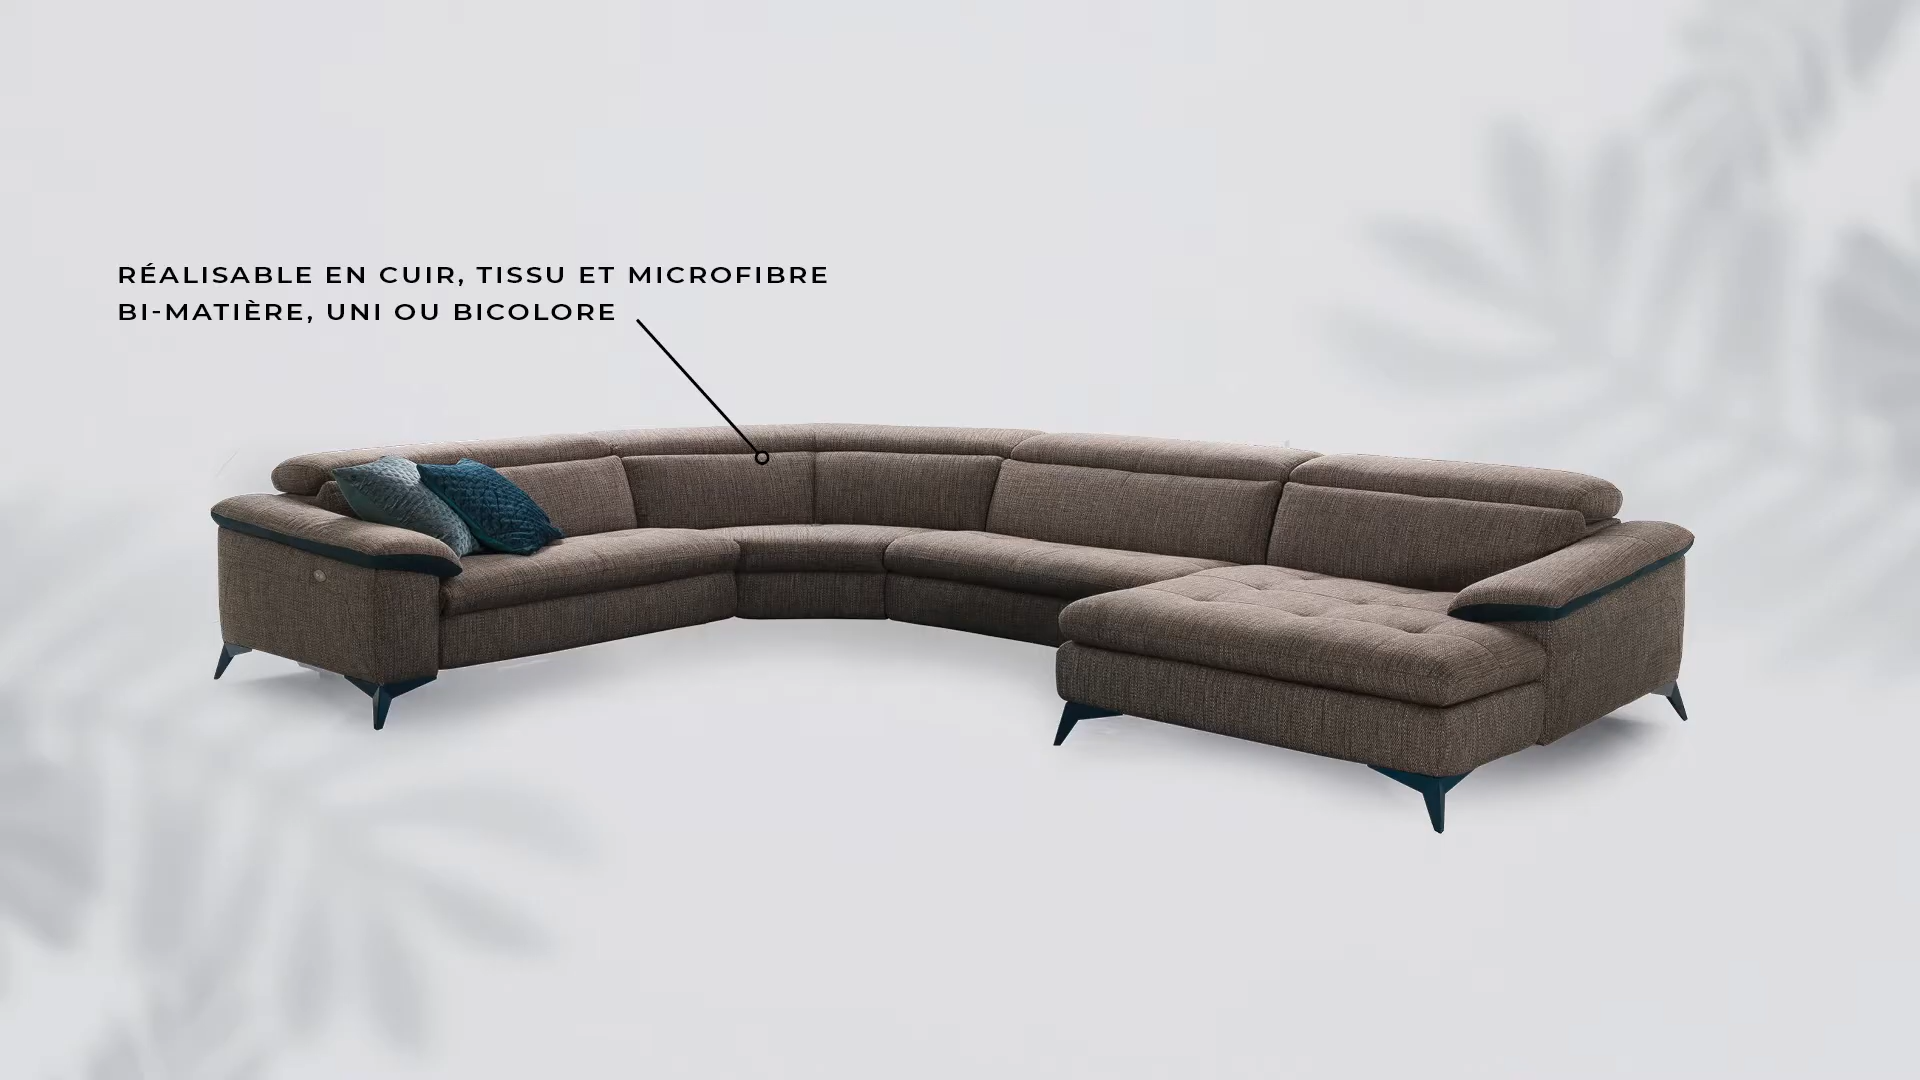 RÉALISABLE EN CUIR, TISSU ET MICROFIBRE
BI-MATIÈRE, UNI OU BICOLORE